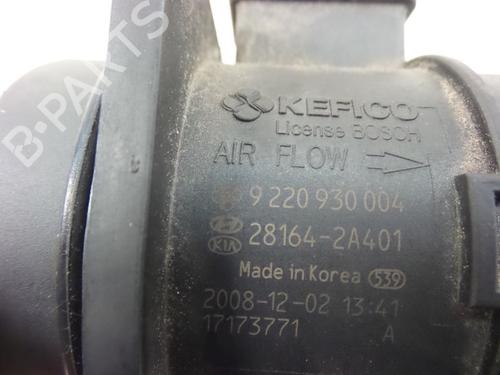 KEFICO
License BOSCH
AIR FLOW
9 220 930 004
28164-2A401
KIA
Made in Korea 539
2008-12-02 13:41
17173771 A
B-PARTS